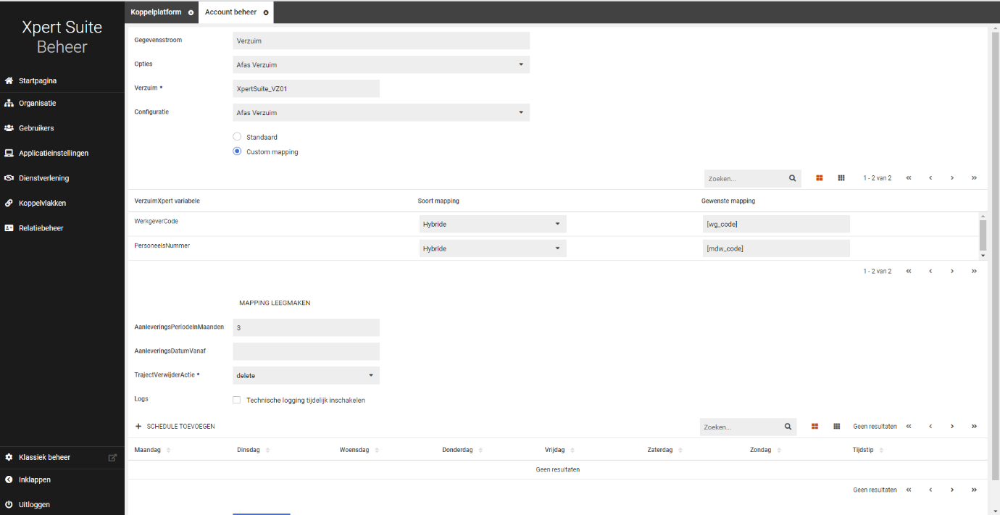 Koppelplatform
Account beheer
Xpert Suite
Beheer
Startpagina
Organisatie
Gebruikers
Applicatieinstellingen
Dienstverlening
Koppelvlakken
Relatiebeheer
Klassiek beheer
Inklappen
Uitloggen
Gegevensstroom Verzuim
Opties Afas Verzuim
Verzuim * XpertSuite_VZ01
Configuratie Afas Verzuim
Standaard
Custom mapping
Zoeken... 1 - 2 van 2
VerzuimXpert variabele Soort mapping Gewenste mapping
WerkgeverCode Hybride [wg_code]
PersoneelsNummer Hybride [mdw_code]
1 - 2 van 2
MAPPING LEEGMAKEN
AanleveringsPeriodeInMaanden 3
AanleveringsDatumVanaf
TrajectVerwijderActie * delete
Logs Technische logging tijdelijk inschakelen
+ SCHEDULE TOEVOEGEN Zoeken... Geen resultaten
Maandag Dinsdag Woensdag Donderdag Vrijdag Zaterdag Zondag Tijdstip
Geen resultaten
Geen resultaten